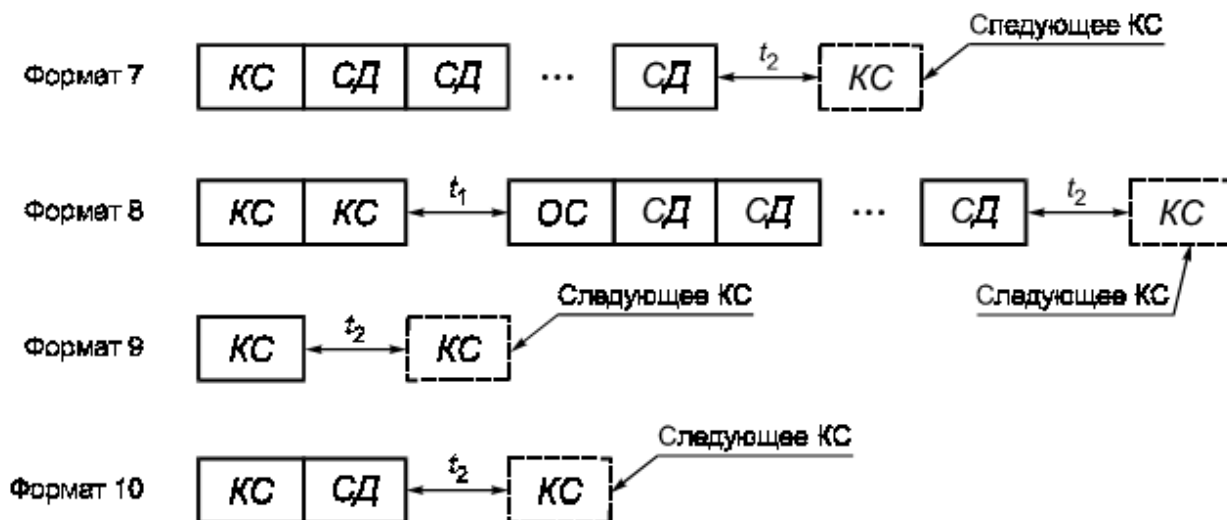 Следующее КС
Формат 7 КС СД СД ... СД t2 КС
Формат 8 КС КС t1 ОС СД СД ... СД t2 КС
Следующее КС
Следующее КС
Формат 9 КС t2 КС
Следующее КС
Формат 10 КС СД t2 КС